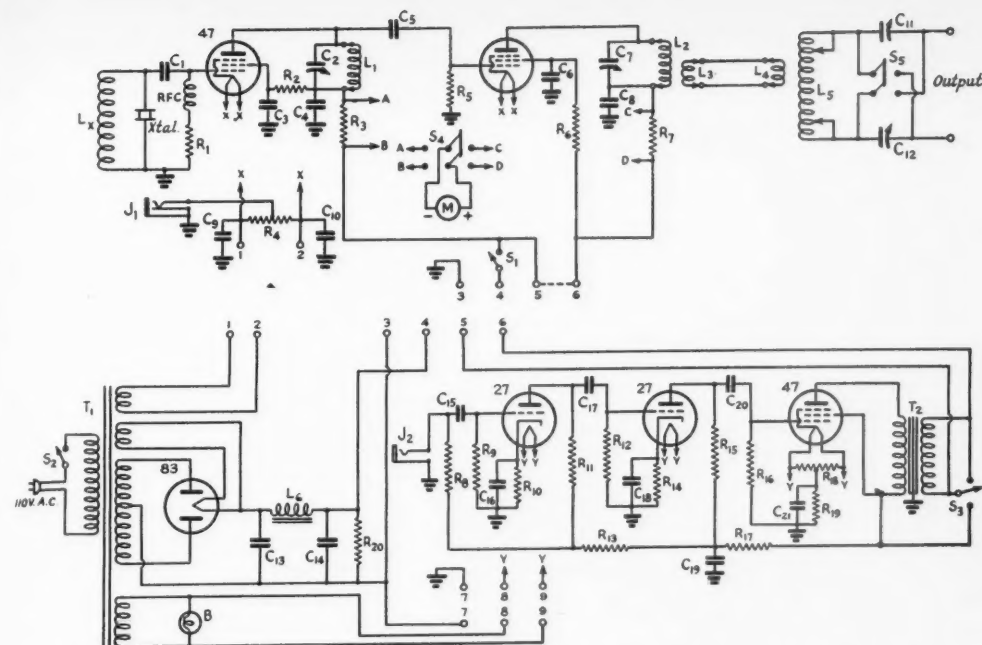 47
C5
C11
C1
C2
L1
C7
L2
R2
C6
L3
L4
S5
Output
RFC
R5
L5
LX
Xtal.
C3
C4
A
C8
R1
X X
R3
X X
R6
C
R7
C12
S4
A
C
B
B
D
D
X
X
- M +
J1
C9
R4
C10
1
2
S1
3
4
5
6
1
2
3
4
5
6
T1
27
27
47
C15
C17
C20
T2
J2
S2
83
R9
R12
R15
L6
R8
Y Y
R11
Y Y
R16
Y
R18
Y
110V. A.C.
C16
R10
C18
R14
C21
R19
S3
C13
C14
R20
R13
R17
C19
Y
Y
7
8
9
7
8
9
B